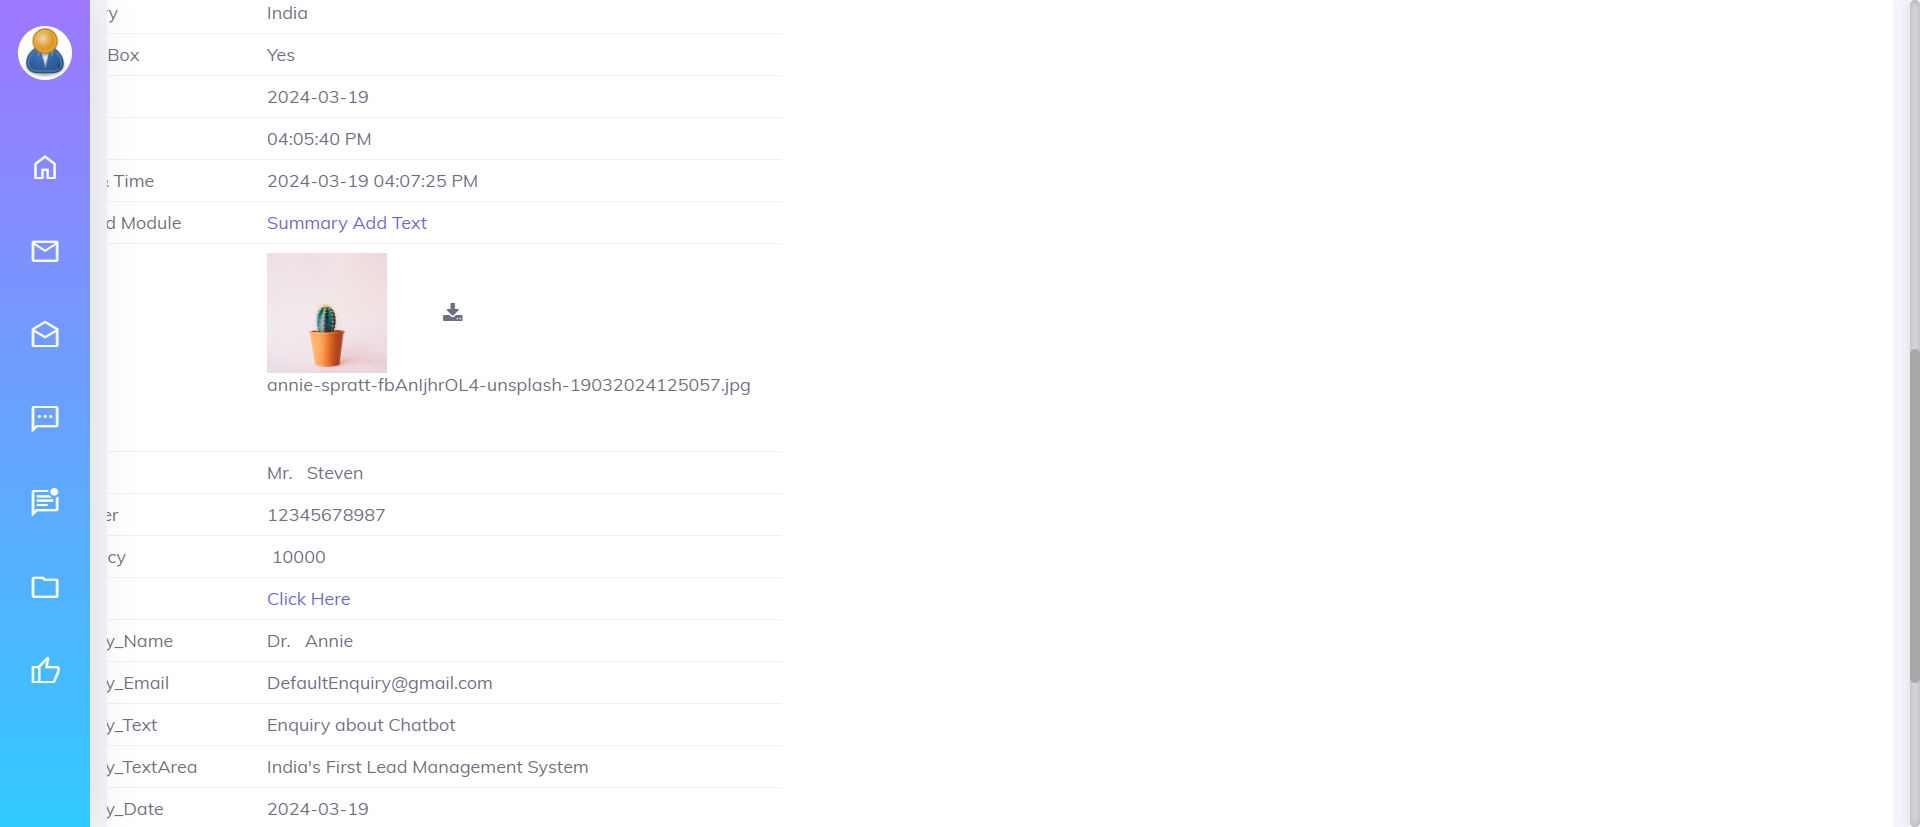 y India
Box Yes
2024-03-19
04:05:40 PM
Time 2024-03-19 04:07:25 PM
d Module Summary Add Text
annie-spratt-fbAnIjhrOL4-unsplash-19032024125057.jpg
Mr. Steven
er 12345678987
cy 10000
Click Here
y_Name Dr. Annie
y_Email DefaultEnquiry@gmail.com
y_Text Enquiry about Chatbot
y_TextArea India's First Lead Management System
y_Date 2024-03-19